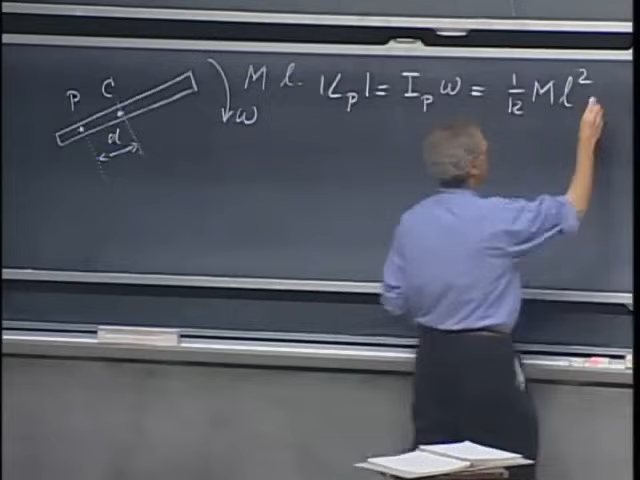 P C d
ω
M l. |L_p| = I_p ω = 1/12 M l²